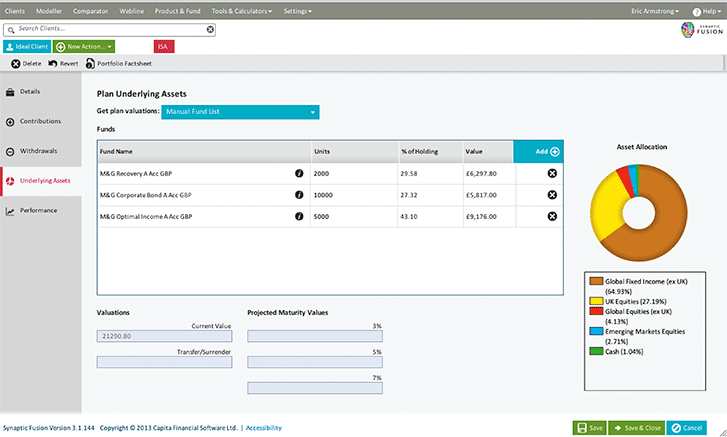 Clients Modeller Comparator Webline Product & Fund Tools & Calculators Settings Eric Armstrong Help
Search Clients...
SYNAPTIC
FUSION
Ideal Client New Action... ISA
Delete Revert Portfolio Factsheet
Details
Contributions
Withdrawals
Underlying Assets
Performance
Plan Underlying Assets
Get plan valuations: Manual Fund List
Funds
Fund Name Units % of Holding Value Add
M&G Recovery A Acc GBP 2000 29.58 £6,297.80
M&G Corporate Bond A Acc GBP 10000 27.32 £5,817.00
M&G Optimal Income A Acc GBP 5000 43.10 £9,176.00
Valuations
Current Value
21290.80
Transfer/Surrender
Projected Maturity Values
3%
5%
7%
Asset Allocation
Global Fixed Income (ex UK)
(64.93%)
UK Equities (27.19%)
Global Equities (ex UK)
(4.13%)
Emerging Markets Equities
(2.71%)
Cash (1.04%)
Synaptic Fusion Version 3.1.144 Copyright © 2013 Capita Financial Software Ltd. | Accessibility
Save Save & Close Cancel